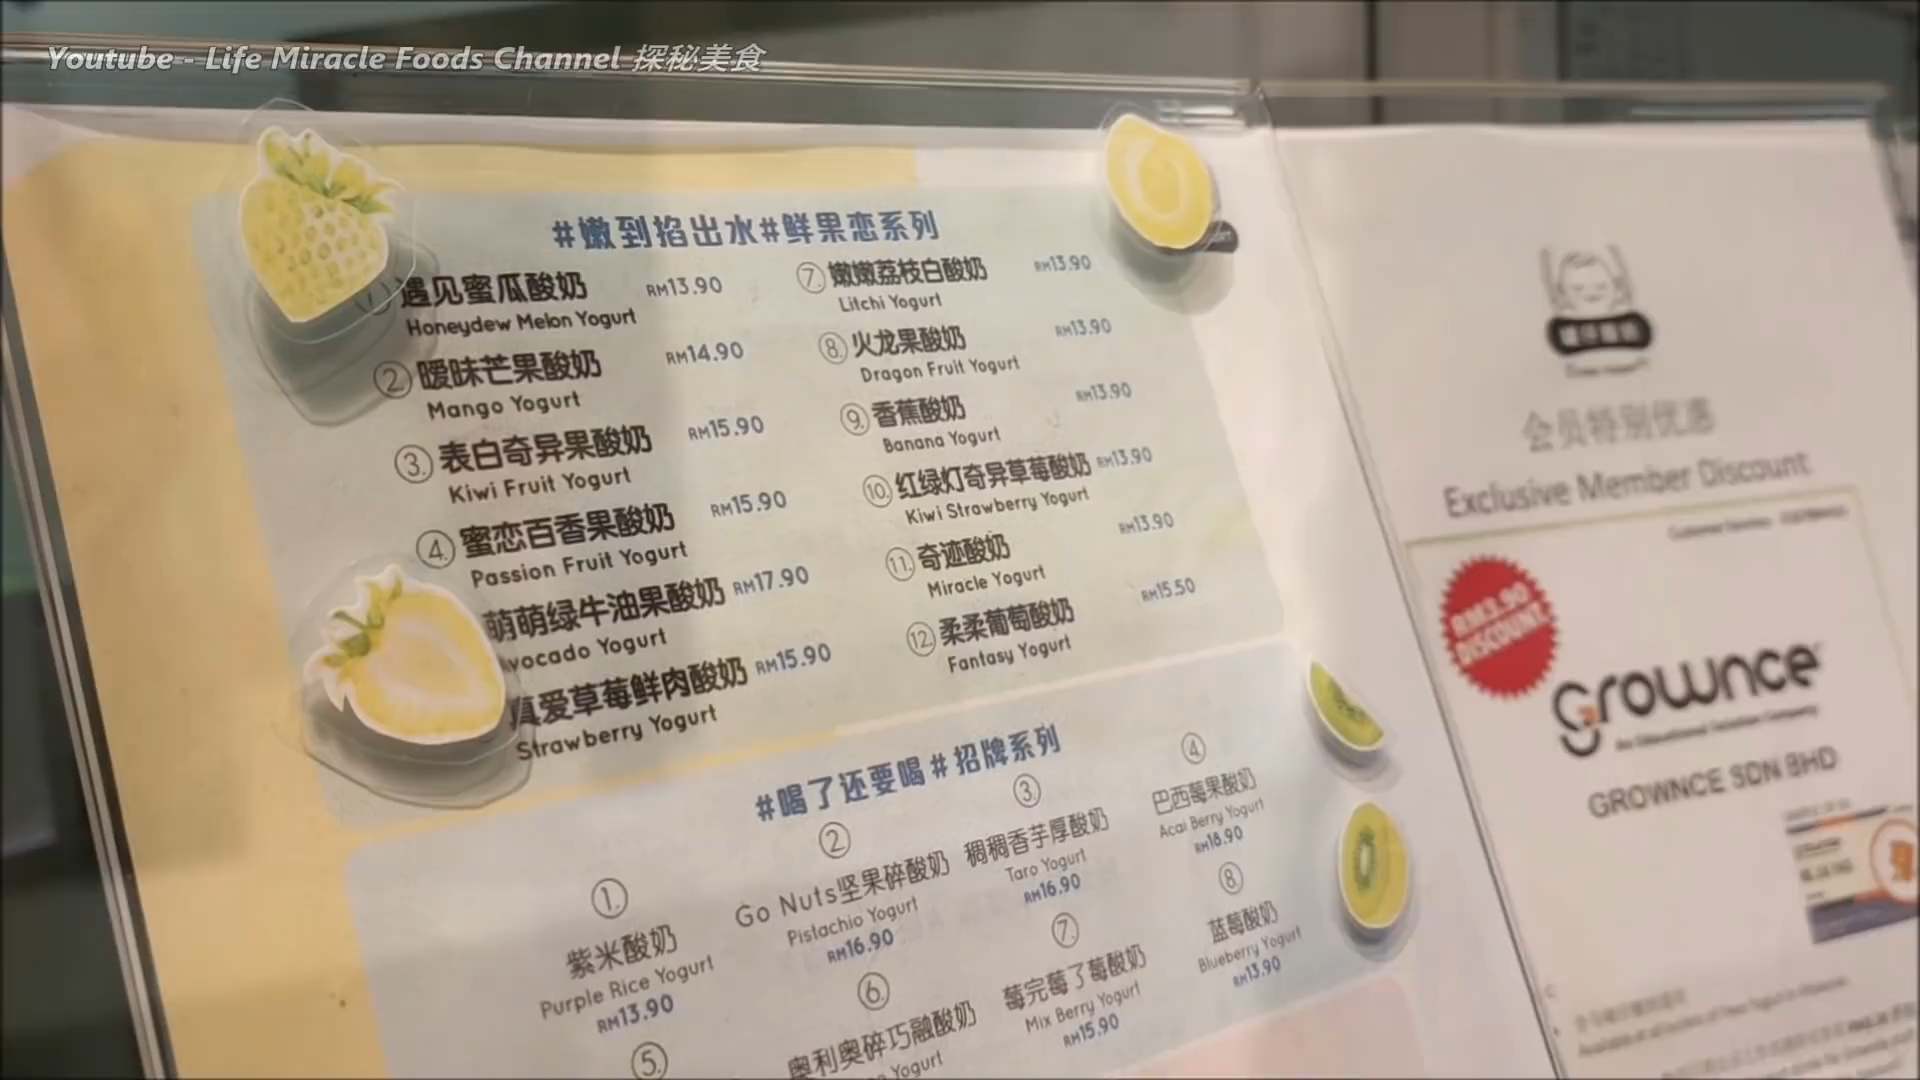 Youtube - Life Miracle Foods Channel 探秘美食
#嫩到掐出水#鲜果恋系列
遇见蜜瓜酸奶 RM13.90
Honeydew Melon Yogurt
② 暧昧芒果酸奶 RM14.90
Mango Yogurt
③ 表白奇异果酸奶 RM15.90
Kiwi Fruit Yogurt
④ 蜜恋百香果酸奶 RM15.90
Passion Fruit Yogurt
萌萌绿牛油果酸奶 RM17.90
vocado Yogurt
真爱草莓鲜肉酸奶 RM15.90
Strawberry Yogurt
⑦ 嫩嫩荔枝白酸奶 RM13.90
Litchi Yogurt
⑧ 火龙果酸奶 RM13.90
Dragon Fruit Yogurt
⑨ 香蕉酸奶 RM13.90
Banana Yogurt
⑩ 红绿灯奇异草莓酸奶 RM13.90
Kiwi Strawberry Yogurt
⑪ 奇迹酸奶 RM13.90
Miracle Yogurt
⑫ 柔柔葡萄酸奶 RM15.50
Fantasy Yogurt
#喝了还要喝#招牌系列
①
紫米酸奶
Purple Rice Yogurt
RM13.90
②
Go Nuts坚果碎酸奶
Pistachio Yogurt
RM16.90
③
稠稠香芋厚酸奶
Taro Yogurt
RM16.90
④
巴西莓果酸奶
Acai Berry Yogurt
RM18.90
⑤
⑥
奥利奥碎巧融酸奶
Yogurt
⑦
莓完莓了莓酸奶
Mix Berry Yogurt
RM15.90
⑧
蓝莓酸奶
Blueberry Yogurt
RM13.90
会员特别优惠
Exclusive Member Discount
RM3.90
DISCOUNT
Grownce
An Educational Solution Company
GROWNCE SDN BHD